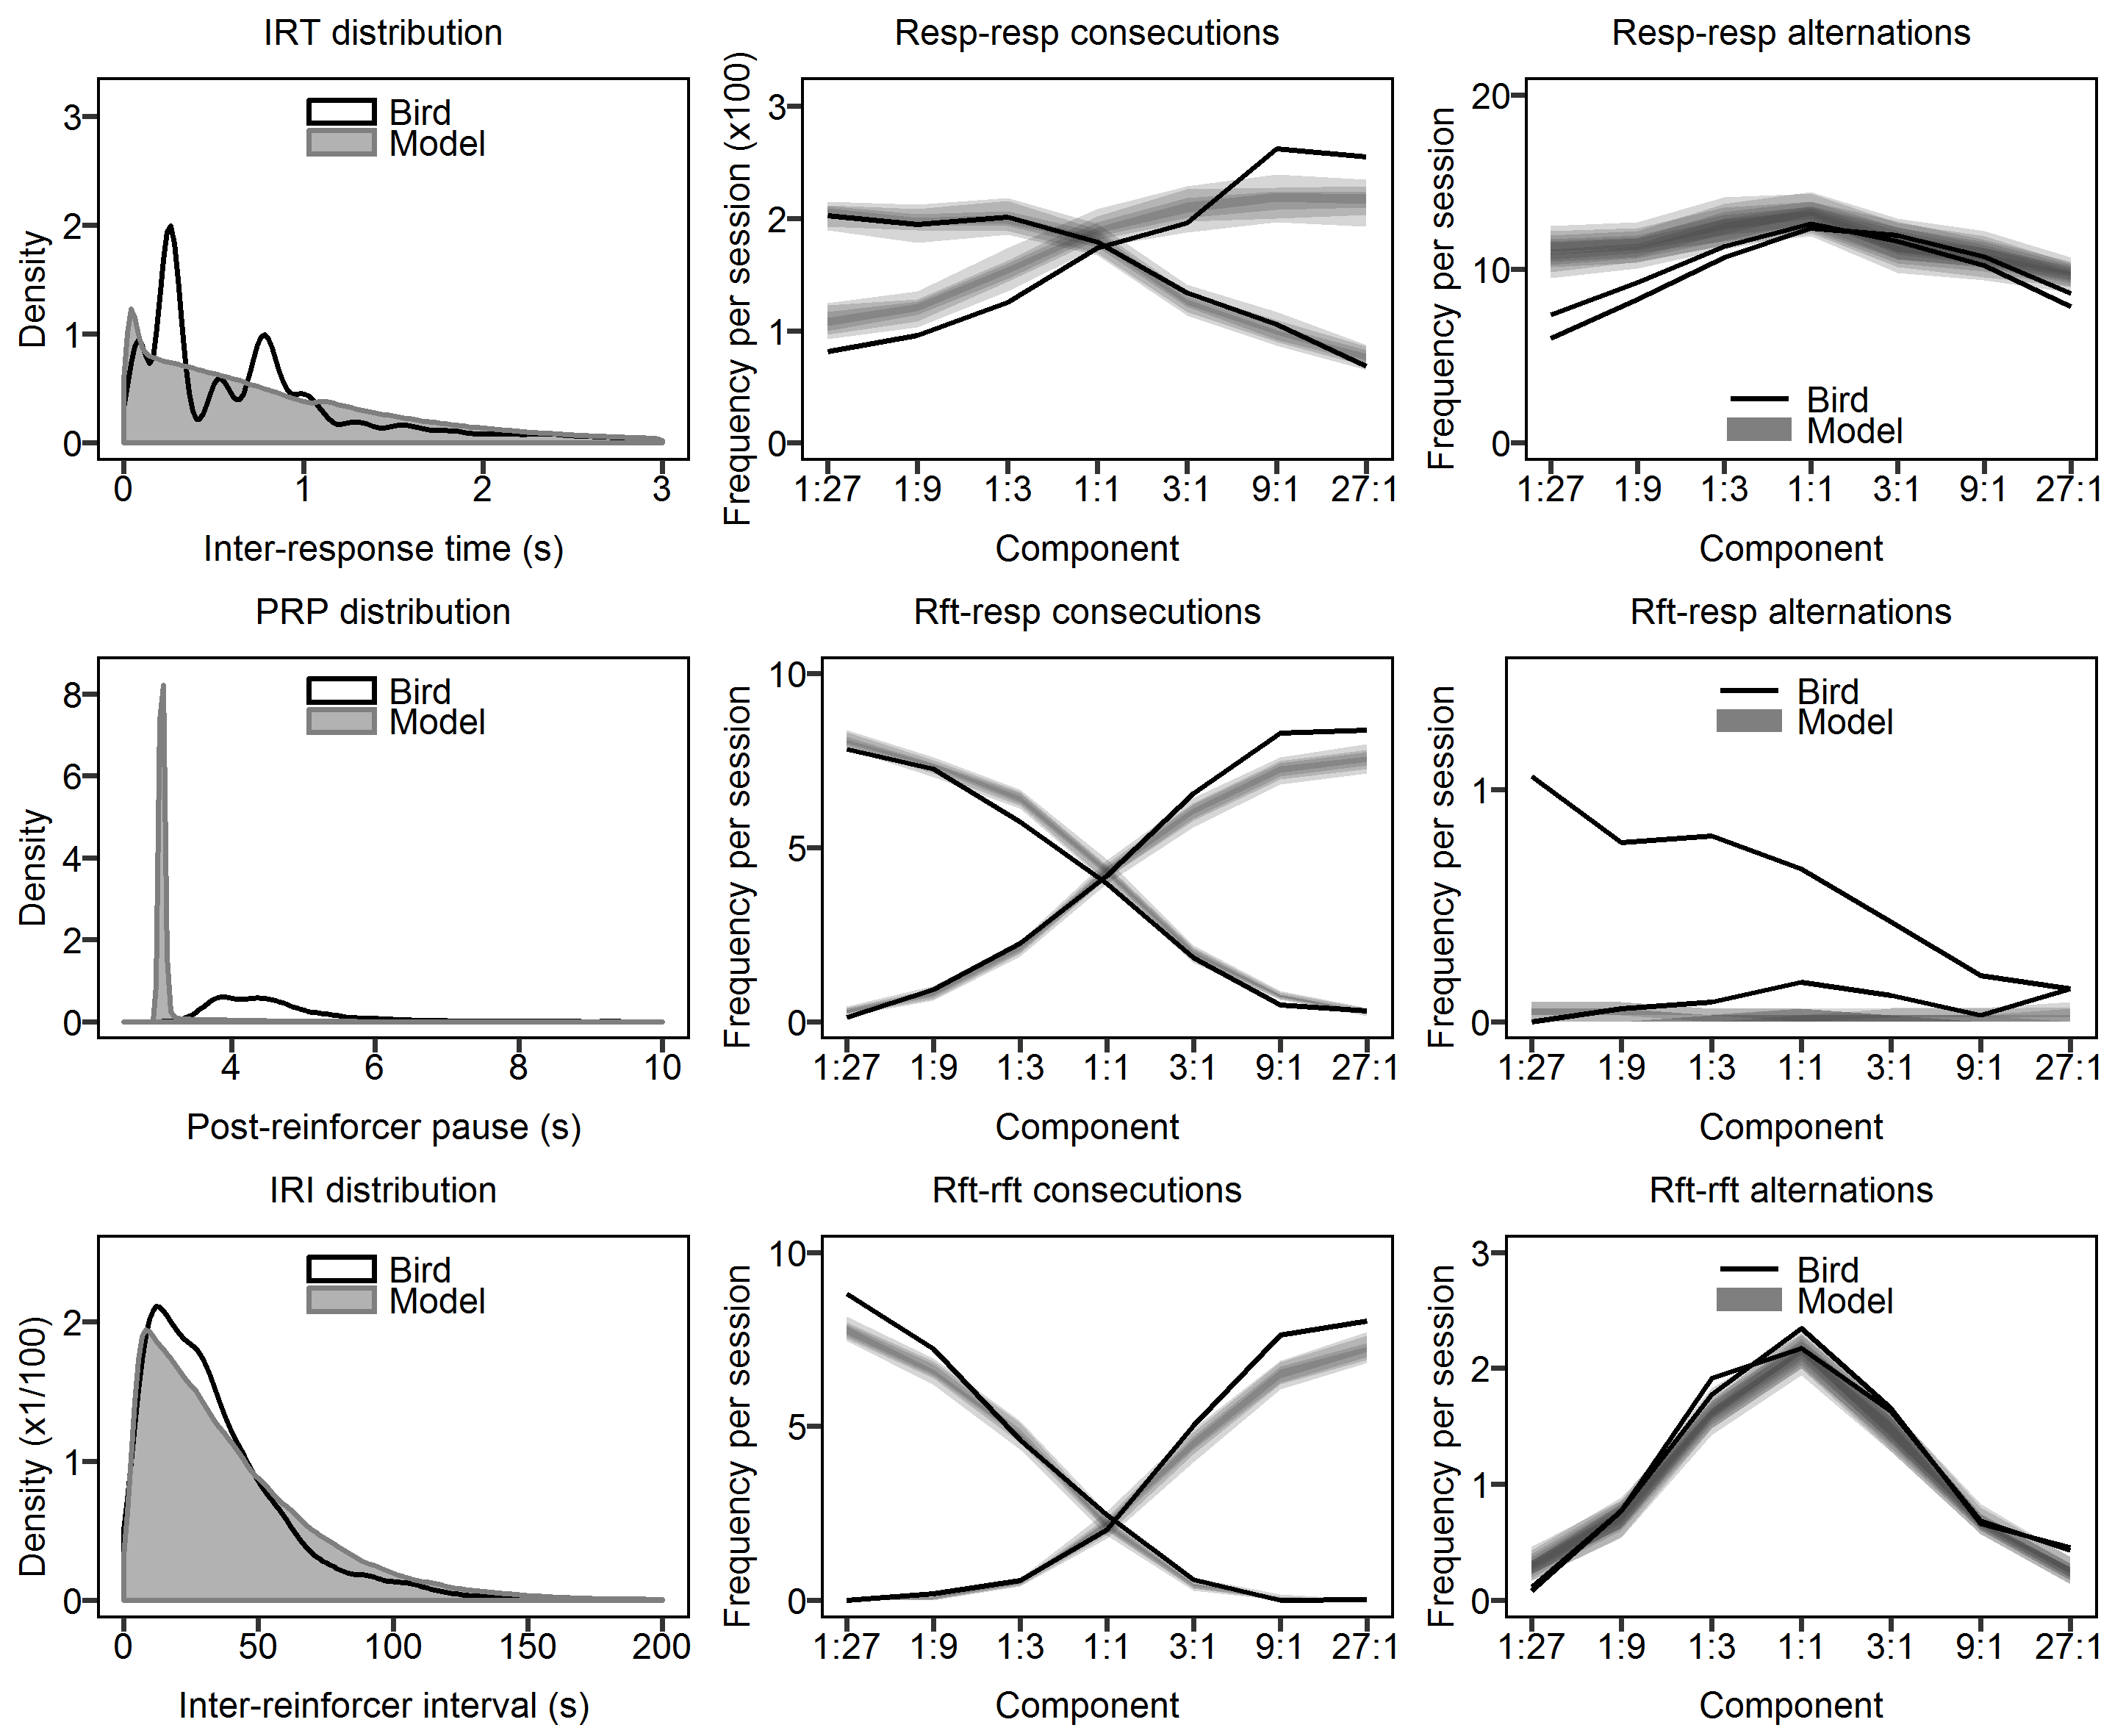 IRT distribution
Density
3
2
1
0
Bird
Model
0 1 2 3
Inter-response time (s)
Resp-resp consecutions
Frequency per session (x100)
3
2
1
0
1:27 1:9 1:3 1:1 3:1 9:1 27:1
Component
Resp-resp alternations
Frequency per session
20
10
0
Bird
Model
1:27 1:9 1:3 1:1 3:1 9:1 27:1
Component
PRP distribution
Density
8
6
4
2
0
Bird
Model
4 6 8 10
Post-reinforcer pause (s)
Rft-resp consecutions
Frequency per session
10
5
0
1:27 1:9 1:3 1:1 3:1 9:1 27:1
Component
Rft-resp alternations
Frequency per session
1
0
Bird
Model
1:27 1:9 1:3 1:1 3:1 9:1 27:1
Component
IRI distribution
Density (x1/100)
2
1
0
Bird
Model
0 50 100 150 200
Inter-reinforcer interval (s)
Rft-rft consecutions
Frequency per session
10
5
0
1:27 1:9 1:3 1:1 3:1 9:1 27:1
Component
Rft-rft alternations
Frequency per session
3
2
1
0
Bird
Model
1:27 1:9 1:3 1:1 3:1 9:1 27:1
Component